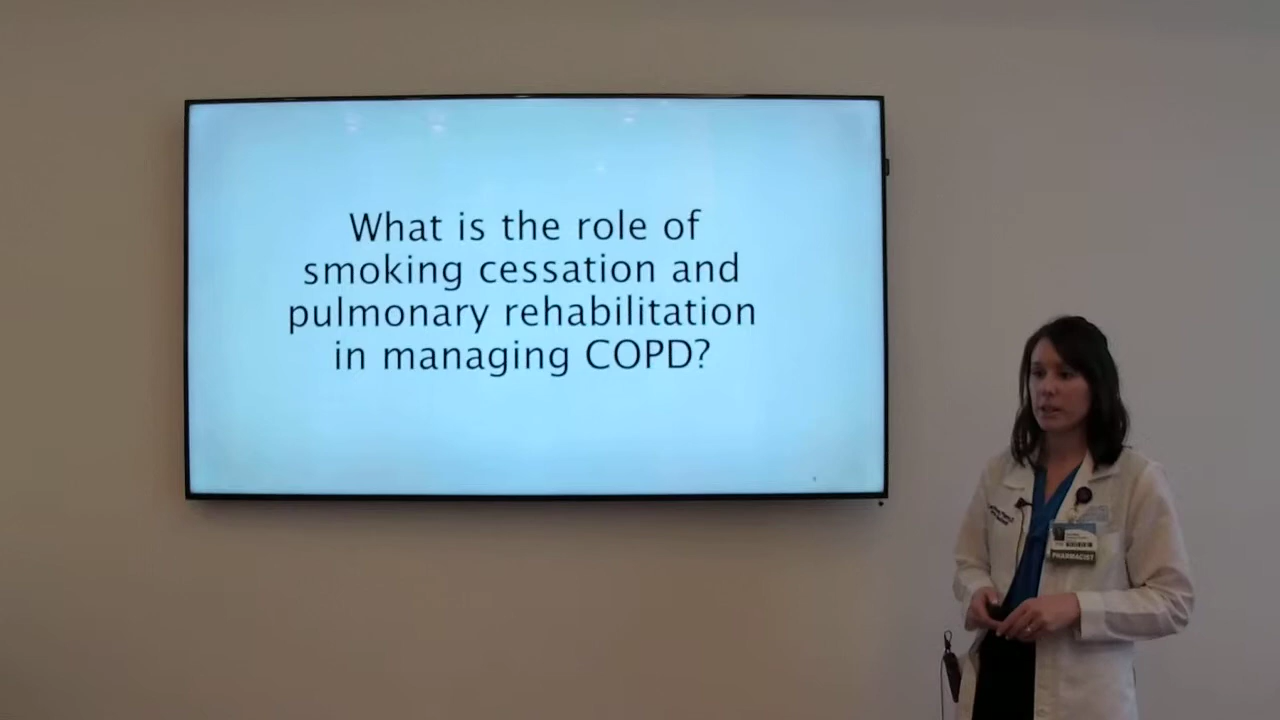 What is the role of
smoking cessation and
pulmonary rehabilitation
in managing COPD?
PHARMACIST